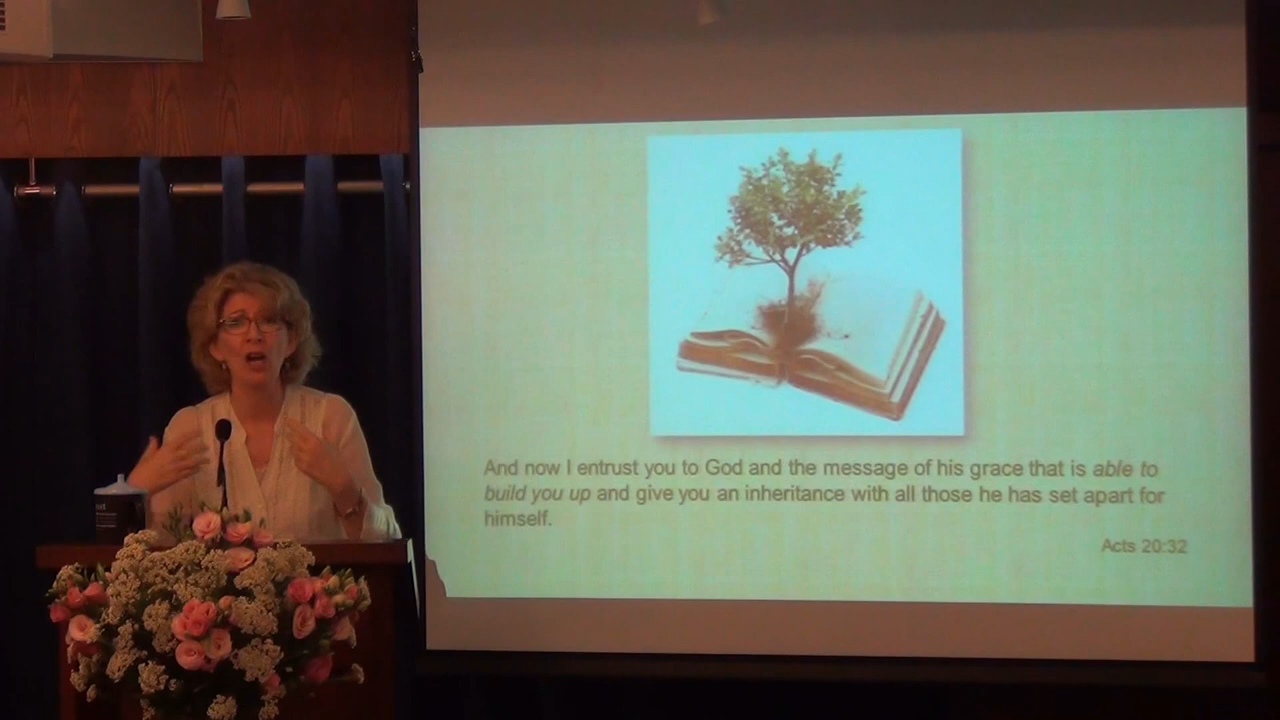 And now I entrust you to God and the message of his grace that is able to
build you up and give you an inheritance with all those he has set apart for
himself.
Acts 20:32